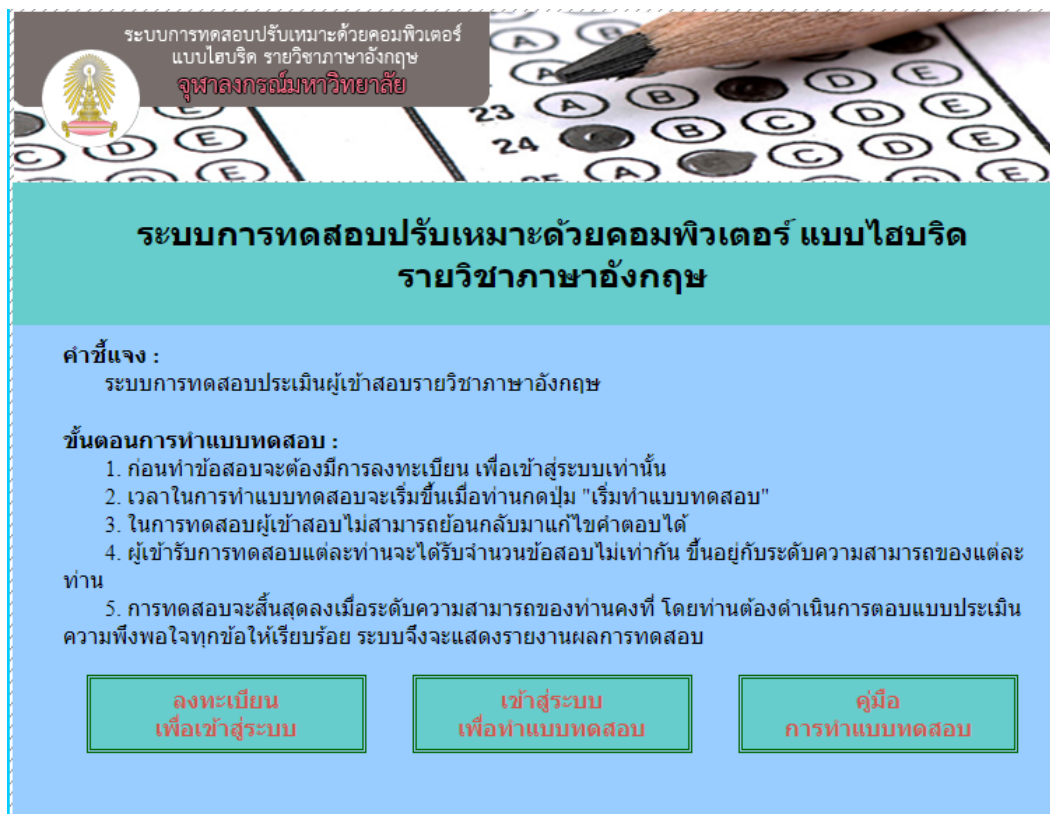 ระบบการทดสอบปรับเหมาะด้วยคอมพิวเตอร์
แบบไฮบริด รายวิชาภาษาอังกฤษ
จุฬาลงกรณ์มหาวิทยาลัย
A B
A B D E
23 A B D E
24 B C D E
C D E A C D E
ระบบการทดสอบปรับเหมาะด้วยคอมพิวเตอร์ แบบไฮบริด
รายวิชาภาษาอังกฤษ
คำชี้แจง :
ระบบการทดสอบประเมินผู้เข้าสอบรายวิชาภาษาอังกฤษ
ขั้นตอนการทำแบบทดสอบ :
1. ก่อนทำข้อสอบจะต้องมีการลงทะเบียน เพื่อเข้าสู่ระบบเท่านั้น
2. เวลาในการทำแบบทดสอบจะเริ่มขึ้นเมื่อท่านกดปุ่ม "เริ่มทำแบบทดสอบ"
3. ในการทดสอบผู้เข้าสอบไม่สามารถย้อนกลับมาแก้ไขคำตอบได้
4. ผู้เข้ารับการทดสอบแต่ละท่านจะได้รับจำนวนข้อสอบไม่เท่ากัน ขึ้นอยู่กับระดับความสามารถของแต่ละ
ท่าน
5. การทดสอบจะสิ้นสุดลงเมื่อระดับความสามารถของท่านคงที่ โดยท่านต้องดำเนินการตอบแบบประเมิน
ความพึงพอใจทุกข้อให้เรียบร้อย ระบบจึงจะแสดงรายงานผลการทดสอบ
ลงทะเบียน
เพื่อเข้าสู่ระบบ
เข้าสู่ระบบ
เพื่อทำแบบทดสอบ
คู่มือ
การทำแบบทดสอบ